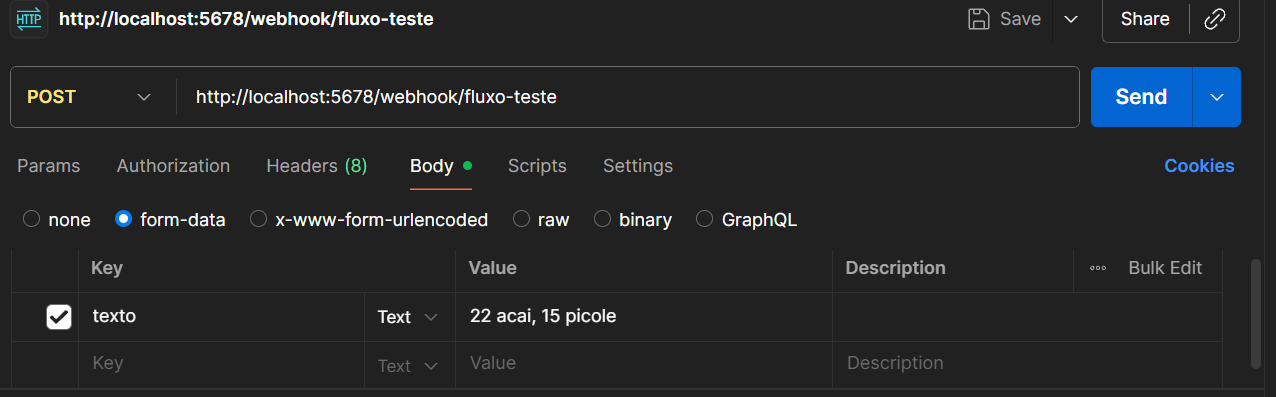 HTTP http://localhost:5678/webhook/fluxo-teste Save Share
POST http://localhost:5678/webhook/fluxo-teste Send
Params Authorization Headers (8) Body Scripts Settings Cookies
none form-data x-www-form-urlencoded raw binary GraphQL
Key Value Description Bulk Edit
texto Text 22 acai, 15 picole
Key Text Value Description